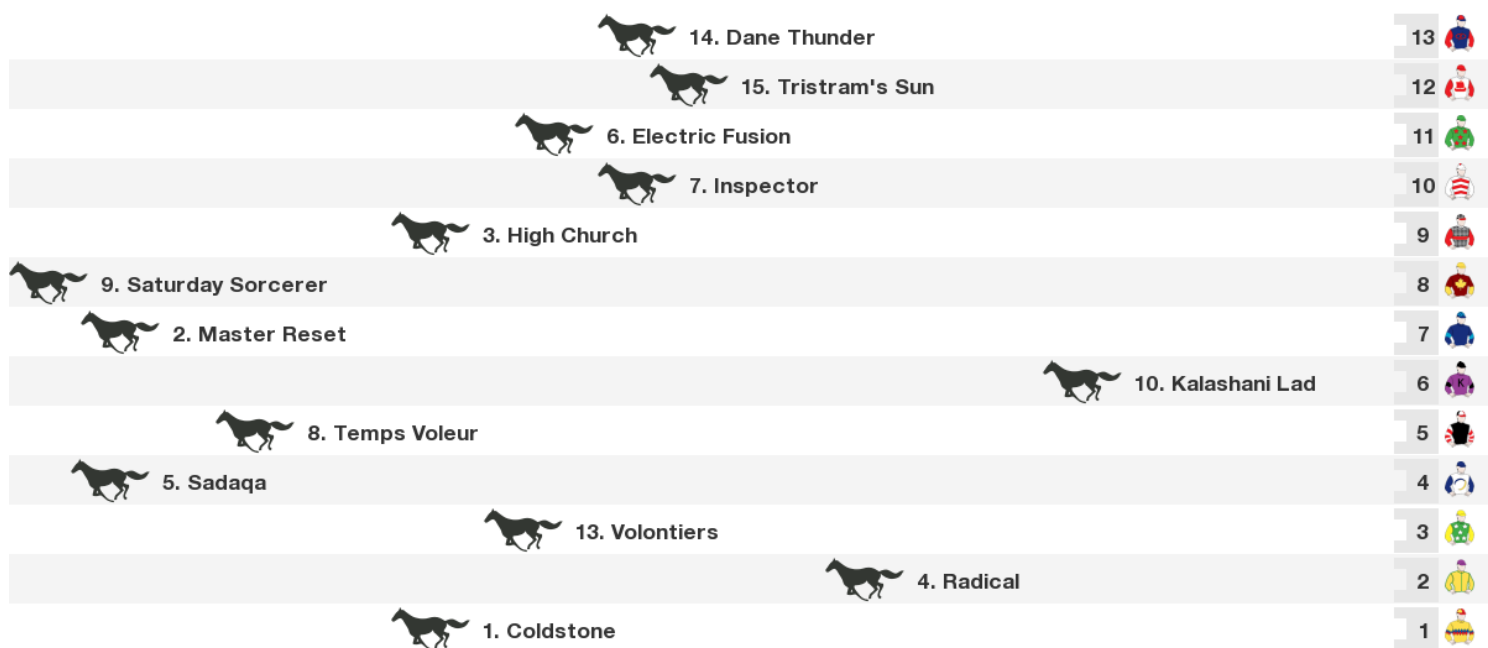 14. Dane Thunder 13
15. Tristram's Sun 12
6. Electric Fusion 11
7. Inspector 10
3. High Church 9
9. Saturday Sorcerer 8
2. Master Reset 7
10. Kalashani Lad 6 K
8. Temps Voleur 5
5. Sadaqa 4
13. Volontiers 3
4. Radical 2
1. Coldstone 1